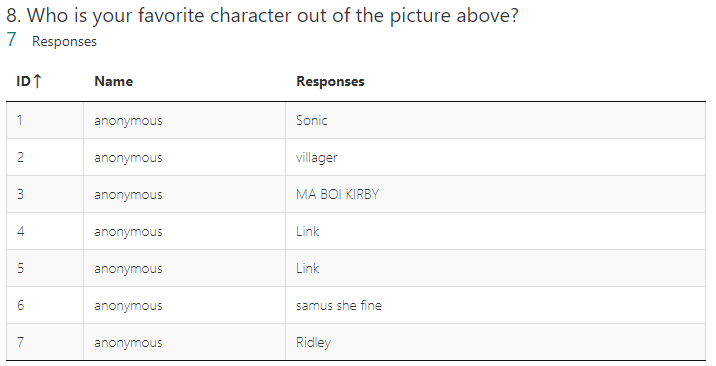 8. Who is your favorite character out of the picture above?
7 Responses
ID↑ Name Responses
1 anonymous Sonic
2 anonymous villager
3 anonymous MA BOI KIRBY
4 anonymous Link
5 anonymous Link
6 anonymous samus she fine
7 anonymous Ridley